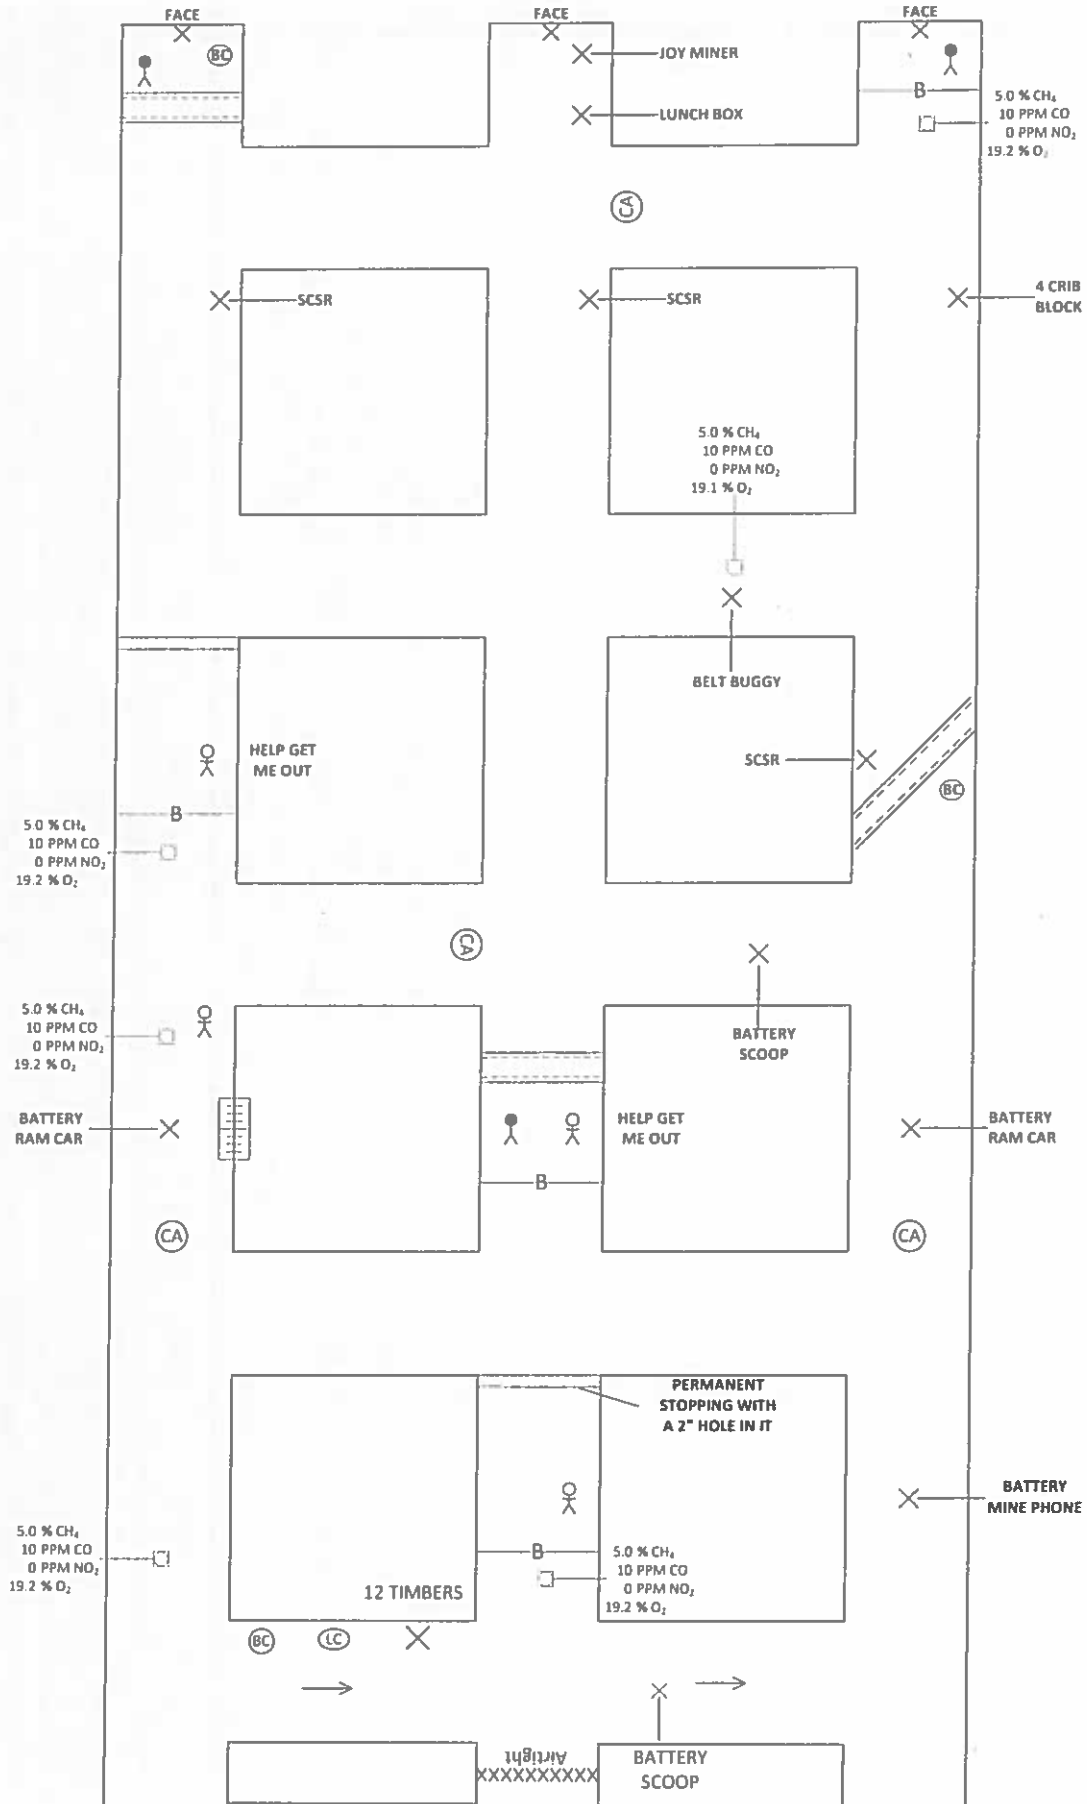 FACE
FACE
FACE
BC
JOY MINER
LUNCH BOX
B
5.0 % CH₄
10 PPM CO
0 PPM NO₂
19.2 % O₂
CA
SCSR
SCSR
4 CRIB
BLOCK
5.0 % CH₄
10 PPM CO
0 PPM NO₂
19.1 % O₂
BELT BUGGY
HELP GET
ME OUT
SCSR
BC
B
5.0 % CH₄
10 PPM CO
0 PPM NO₂
19.2 % O₂
CA
5.0 % CH₄
10 PPM CO
0 PPM NO₂
19.2 % O₂
BATTERY
SCOOP
BATTERY
RAM CAR
HELP GET
ME OUT
BATTERY
RAM CAR
B
CA
CA
PERMANENT
STOPPING WITH
A 2" HOLE IN IT
BATTERY
MINE PHONE
5.0 % CH₄
10 PPM CO
0 PPM NO₂
19.2 % O₂
B
5.0 % CH₄
10 PPM CO
0 PPM NO₂
19.2 % O₂
12 TIMBERS
BC
LC
Airtight
XXXXXXXXXX
BATTERY
SCOOP